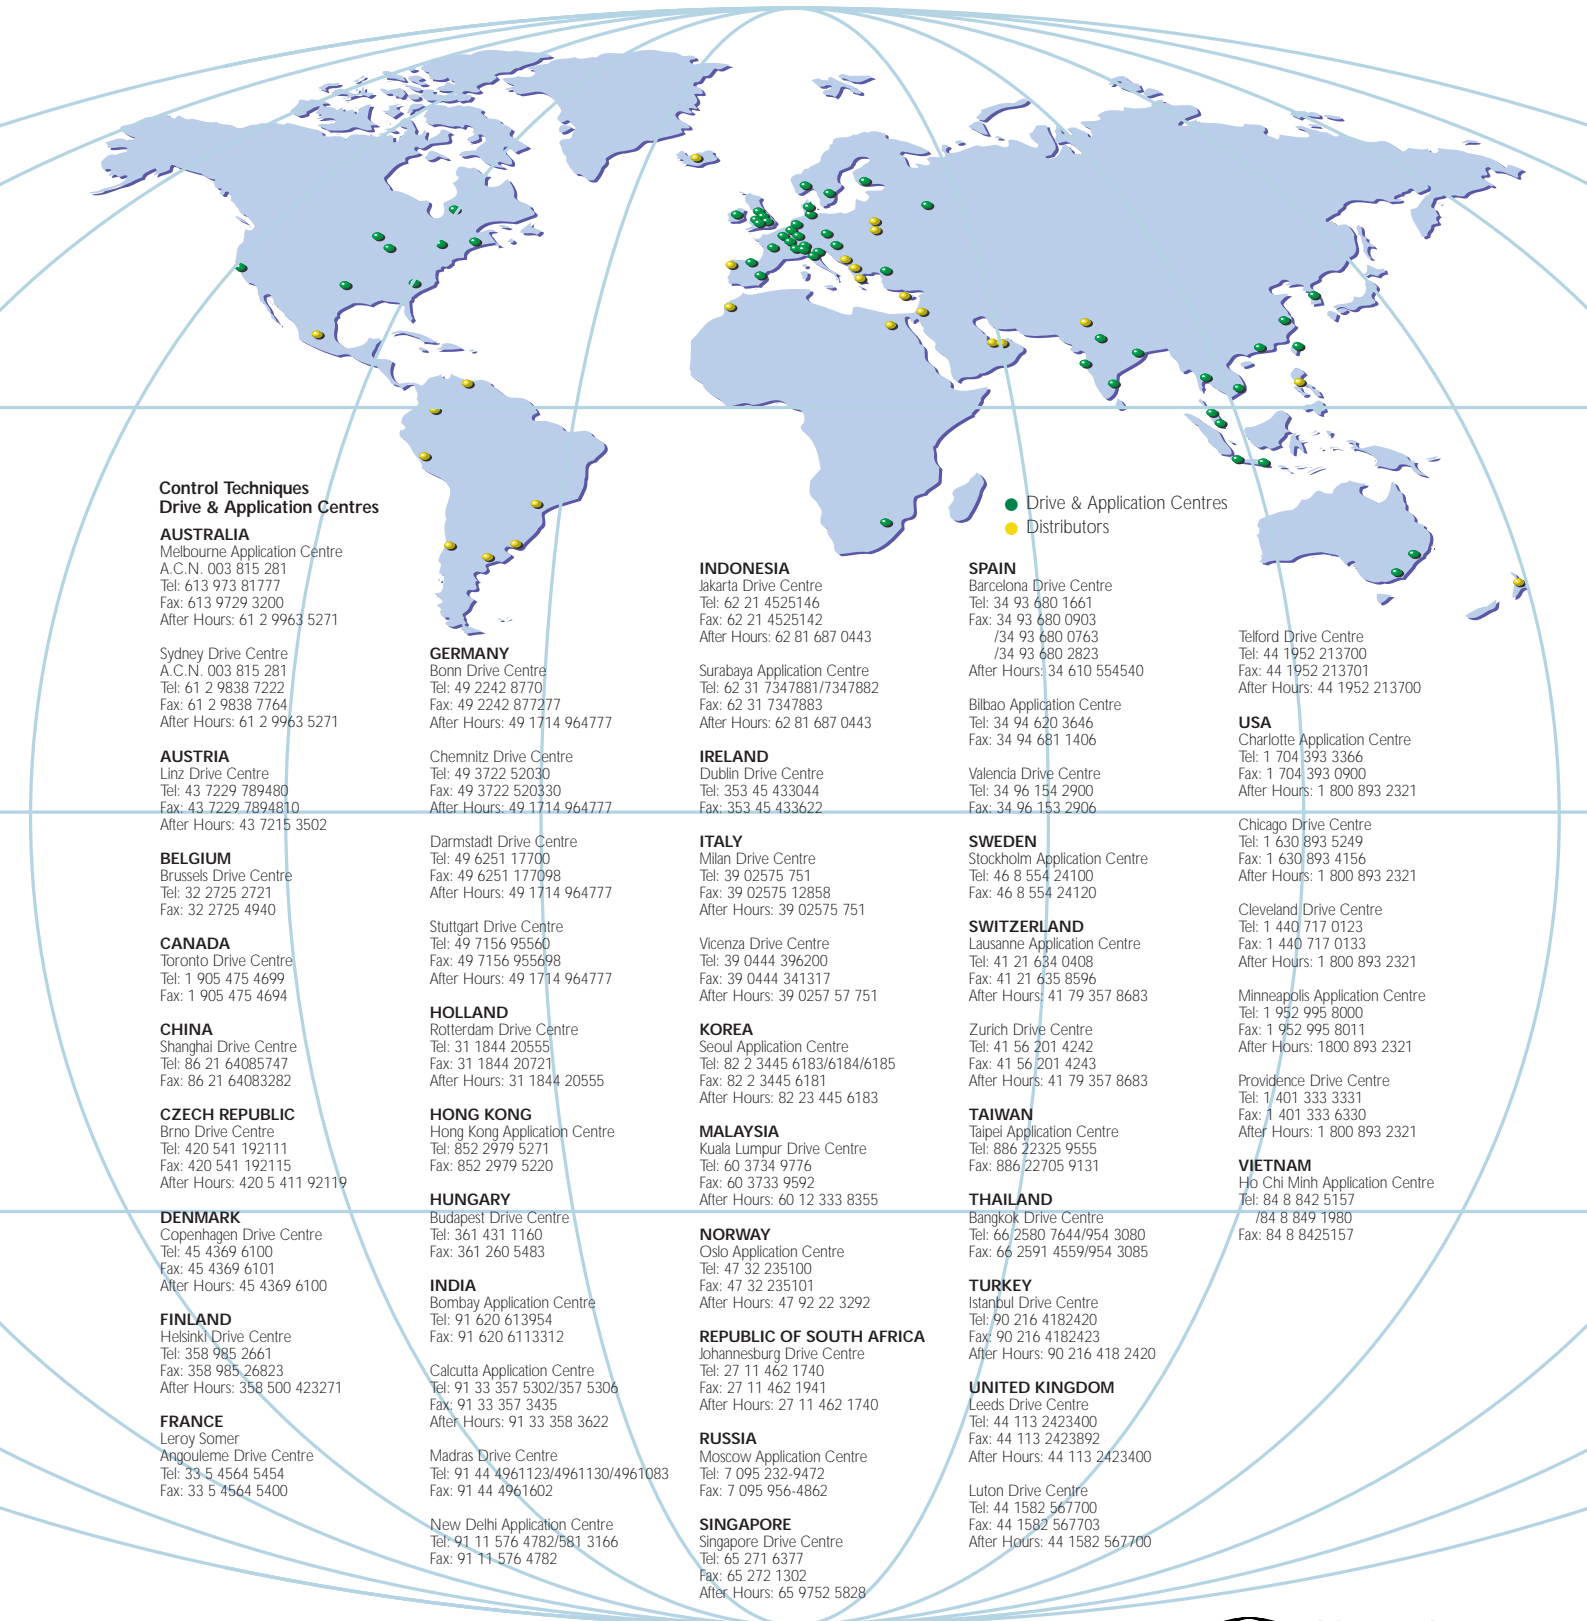 Control Techniques
Drive & Application Centres
AUSTRALIA
Melbourne Application Centre
A.C.N. 003 815 281
Tel: 613 973 81777
Fax: 613 9729 3200
After Hours: 61 2 9963 5271
Sydney Drive Centre
A.C.N. 003 815 281
Tel: 61 2 9838 7222
Fax: 61 2 9838 7764
After Hours: 61 2 9963 5271
AUSTRIA
Linz Drive Centre
Tel: 43 7229 789480
Fax: 43 7229 7894810
After Hours: 43 7215 3502
BELGIUM
Brussels Drive Centre
Tel: 32 2725 2721
Fax: 32 2725 4940
CANADA
Toronto Drive Centre
Tel: 1 905 475 4699
Fax: 1 905 475 4694
CHINA
Shanghai Drive Centre
Tel: 86 21 64085747
Fax: 86 21 64083282
CZECH REPUBLIC
Brno Drive Centre
Tel: 420 541 192111
Fax: 420 541 192115
After Hours: 420 5 411 92119
DENMARK
Copenhagen Drive Centre
Tel: 45 4369 6100
Fax: 45 4369 6101
After Hours: 45 4369 6100
FINLAND
Helsinki Drive Centre
Tel: 358 985 2661
Fax: 358 985 26823
After Hours: 358 500 423271
FRANCE
Leroy Somer
Angouleme Drive Centre
Tel: 33 5 4564 5454
Fax: 33 5 4564 5400
GERMANY
Bonn Drive Centre
Tel: 49 2242 8770
Fax: 49 2242 877277
After Hours: 49 1714 964777
Chemnitz Drive Centre
Tel: 49 3722 52030
Fax: 49 3722 520330
After Hours: 49 1714 964777
Darmstadt Drive Centre
Tel: 49 6251 17700
Fax: 49 6251 177098
After Hours: 49 1714 964777
Stuttgart Drive Centre
Tel: 49 7156 95560
Fax: 49 7156 955698
After Hours: 49 1714 964777
HOLLAND
Rotterdam Drive Centre
Tel: 31 1844 20555
Fax: 31 1844 20721
After Hours: 31 1844 20555
HONG KONG
Hong Kong Application Centre
Tel: 852 2979 5271
Fax: 852 2979 5220
HUNGARY
Budapest Drive Centre
Tel: 361 431 1160
Fax: 361 260 5483
INDIA
Bombay Application Centre
Tel: 91 620 613954
Fax: 91 620 6113312
Calcutta Application Centre
Tel: 91 33 357 5302/357 5306
Fax: 91 33 357 3435
After Hours: 91 33 358 3622
Madras Drive Centre
Tel: 91 44 4961123/4961130/4961083
Fax: 91 44 4961602
New Delhi Application Centre
Tel: 91 11 576 4782/581 3166
Fax: 91 11 576 4782
INDONESIA
Jakarta Drive Centre
Tel: 62 21 4525146
Fax: 62 21 4525142
After Hours: 62 81 687 0443
Surabaya Application Centre
Tel: 62 31 7347881/7347882
Fax: 62 31 7347883
After Hours: 62 81 687 0443
IRELAND
Dublin Drive Centre
Tel: 353 45 433044
Fax: 353 45 433622
ITALY
Milan Drive Centre
Tel: 39 02575 751
Fax: 39 02575 12858
After Hours: 39 02575 751
Vicenza Drive Centre
Tel: 39 0444 396200
Fax: 39 0444 341317
After Hours: 39 0257 57 751
KOREA
Seoul Application Centre
Tel: 82 2 3445 6183/6184/6185
Fax: 82 2 3445 6181
After Hours: 82 23 445 6183
MALAYSIA
Kuala Lumpur Drive Centre
Tel: 60 3734 9776
Fax: 60 3733 9592
After Hours: 60 12 333 8355
NORWAY
Oslo Application Centre
Tel: 47 32 235100
Fax: 47 32 235101
After Hours: 47 92 22 3292
REPUBLIC OF SOUTH AFRICA
Johannesburg Drive Centre
Tel: 27 11 462 1740
Fax: 27 11 462 1941
After Hours: 27 11 462 1740
RUSSIA
Moscow Application Centre
Tel: 7 095 232-9472
Fax: 7 095 956-4862
SINGAPORE
Singapore Drive Centre
Tel: 65 271 6377
Fax: 65 272 1302
After Hours: 65 9752 5828
Drive & Application Centres
Distributors
SPAIN
Barcelona Drive Centre
Tel: 34 93 680 1661
Fax: 34 93 680 0903
/34 93 680 0763
/34 93 680 2823
After Hours: 34 610 554540
Bilbao Application Centre
Tel: 34 94 620 3646
Fax: 34 94 681 1406
Valencia Drive Centre
Tel: 34 96 154 2900
Fax: 34 96 153 2906
SWEDEN
Stockholm Application Centre
Tel: 46 8 554 24100
Fax: 46 8 554 24120
SWITZERLAND
Lausanne Application Centre
Tel: 41 21 634 0408
Fax: 41 21 635 8596
After Hours: 41 79 357 8683
Zurich Drive Centre
Tel: 41 56 201 4242
Fax: 41 56 201 4243
After Hours: 41 79 357 8683
TAIWAN
Taipei Application Centre
Tel: 886 22325 9555
Fax: 886 22705 9131
THAILAND
Bangkok Drive Centre
Tel: 66 2580 7644/954 3080
Fax: 66 2591 4559/954 3085
TURKEY
Istanbul Drive Centre
Tel: 90 216 4182420
Fax: 90 216 4182423
After Hours: 90 216 418 2420
UNITED KINGDOM
Leeds Drive Centre
Tel: 44 113 2423400
Fax: 44 113 2423892
After Hours: 44 113 2423400
Luton Drive Centre
Tel: 44 1582 567700
Fax: 44 1582 567703
After Hours: 44 1582 567700
Telford Drive Centre
Tel: 44 1952 213700
Fax: 44 1952 213701
After Hours: 44 1952 213700
USA
Charlotte Application Centre
Tel: 1 704 393 3366
Fax: 1 704 393 0900
After Hours: 1 800 893 2321
Chicago Drive Centre
Tel: 1 630 893 5249
Fax: 1 630 893 4156
After Hours: 1 800 893 2321
Cleveland Drive Centre
Tel: 1 440 717 0123
Fax: 1 440 717 0133
After Hours: 1 800 893 2321
Minneapolis Application Centre
Tel: 1 952 995 8000
Fax: 1 952 995 8011
After Hours: 1800 893 2321
Providence Drive Centre
Tel: 1 401 333 3331
Fax: 1 401 333 6330
After Hours: 1 800 893 2321
VIETNAM
Ho Chi Minh Application Centre
Tel: 84 8 842 5157
/84 8 849 1980
Fax: 84 8 8425157